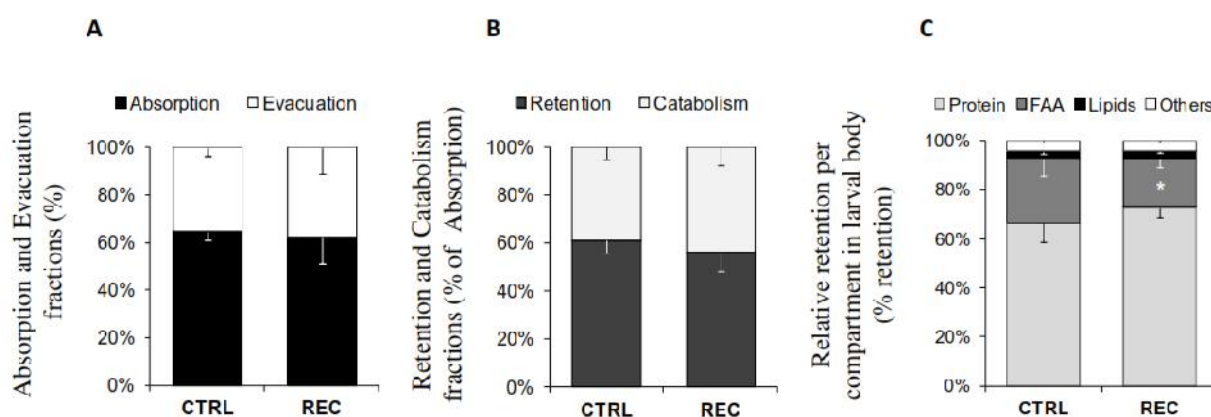 A
Absorption Evacuation
Absorption and Evacuation
fractions (%)
100%
80%
60%
40%
20%
0%
CTRL REC
B
Retention Catabolism
Retention and Catabolism
fractions (% of Absorption)
100%
80%
60%
40%
20%
0%
CTRL REC
C
Protein FAA Lipids Others
Relative retention per
compartment in larval body
(% retention)
100%
80%
60%
40%
20%
0%
*
CTRL REC